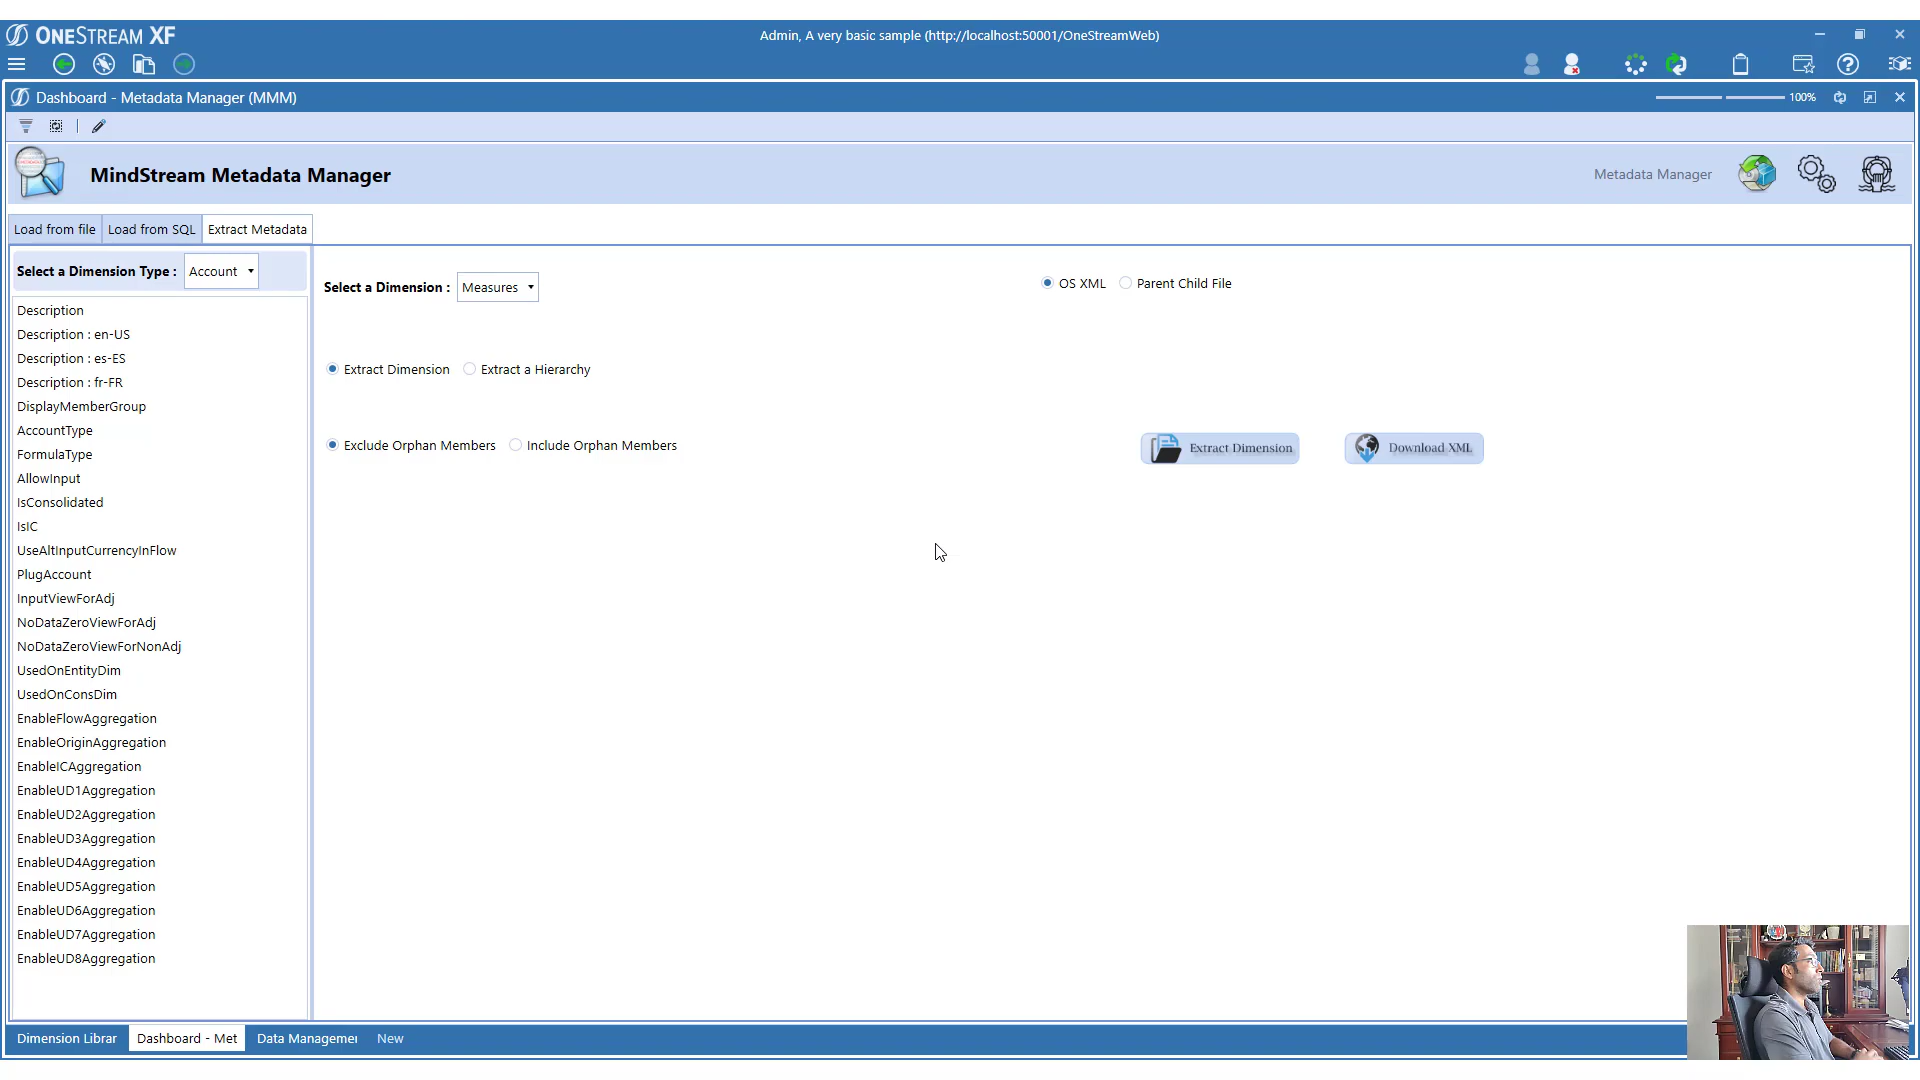 ONESTREAM XF
Admin, A very basic sample (http://localhost:50001/OneStreamWeb)
Dashboard - Metadata Manager (MMM)
100%
MindStream Metadata Manager
Metadata Manager
Load from file
Load from SQL
Extract Metadata
Select a Dimension Type :
Account
Description
Description : en-US
Description : es-ES
Description : fr-FR
DisplayMemberGroup
AccountType
FormulaType
AllowInput
IsConsolidated
IsIC
UseAltInputCurrencyInFlow
PlugAccount
InputViewForAdj
NoDataZeroViewForAdj
NoDataZeroViewForNonAdj
UsedOnEntityDim
UsedOnConsDim
EnableFlowAggregation
EnableOriginAggregation
EnableICAggregation
EnableUD1Aggregation
EnableUD2Aggregation
EnableUD3Aggregation
EnableUD4Aggregation
EnableUD5Aggregation
EnableUD6Aggregation
EnableUD7Aggregation
EnableUD8Aggregation
Select a Dimension :
Measures
OS XML
Parent Child File
Extract Dimension
Extract a Hierarchy
Exclude Orphan Members
Include Orphan Members
Extract Dimension
Download XML
Dimension Librar
Dashboard - Met
Data Managemer
New